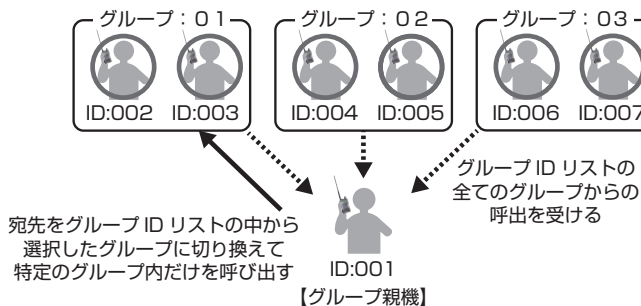 グループ：01
グループ：02
グループ：03
ID:002
ID:003
ID:004
ID:005
ID:006
ID:007
宛先をグループ ID リストの中から
選択したグループに切り換えて
特定のグループ内だけを呼び出す
グループ ID リストの
全てのグループからの
呼出を受ける
ID:001
【グループ親機】